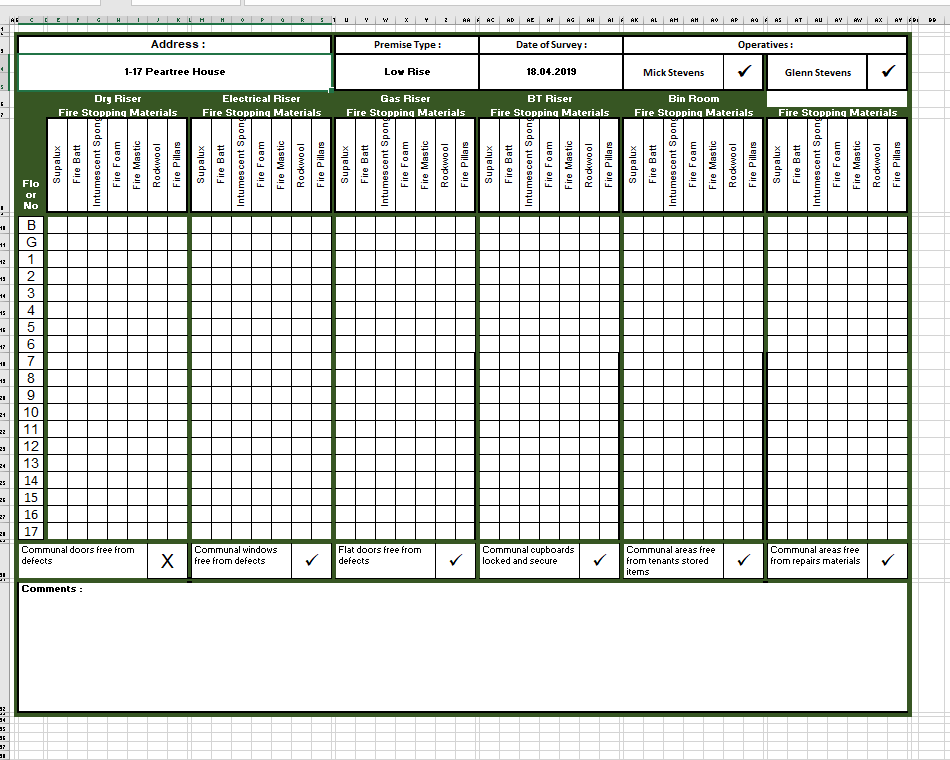 Address :
Premise Type :
Date of Survey :
Operatives :
1-17 Peartree House
Low Rise
18.04.2019
Mick Stevens
✓
Glenn Stevens
✓
Dry Riser
Electrical Riser
Gas Riser
BT Riser
Bin Room
Fire Stopping Materials
Fire Stopping Materials
Fire Stopping Materials
Fire Stopping Materials
Fire Stopping Materials
Fire Stopping Materials
Flo
or
No
Supalux
Fire Batt
Intumescent Spong
Fire Foam
Fire Mastic
Rockwool
Fire Pillars
Supalux
Fire Batt
Intumescent Spong
Fire Foam
Fire Mastic
Rockwool
Fire Pillars
Supalux
Fire Batt
Intumescent Spong
Fire Foam
Fire Mastic
Rockwool
Fire Pillars
Supalux
Fire Batt
Intumescent Spong
Fire Foam
Fire Mastic
Rockwool
Fire Pillars
Supalux
Fire Batt
Intumescent Spong
Fire Foam
Fire Mastic
Rockwool
Fire Pillars
Supalux
Fire Batt
Intumescent Spong
Fire Foam
Fire Mastic
Rockwool
Fire Pillars
B
G
1
2
3
4
5
6
7
8
9
10
11
12
13
14
15
16
17
Communal doors free from
defects
X
Communal windows
free from defects
✓
Flat doors free from
defects
✓
Communal cupboards
locked and secure
✓
Communal areas free
from tenants stored
items
✓
Communal areas free
from repairs materials
✓
Comments :